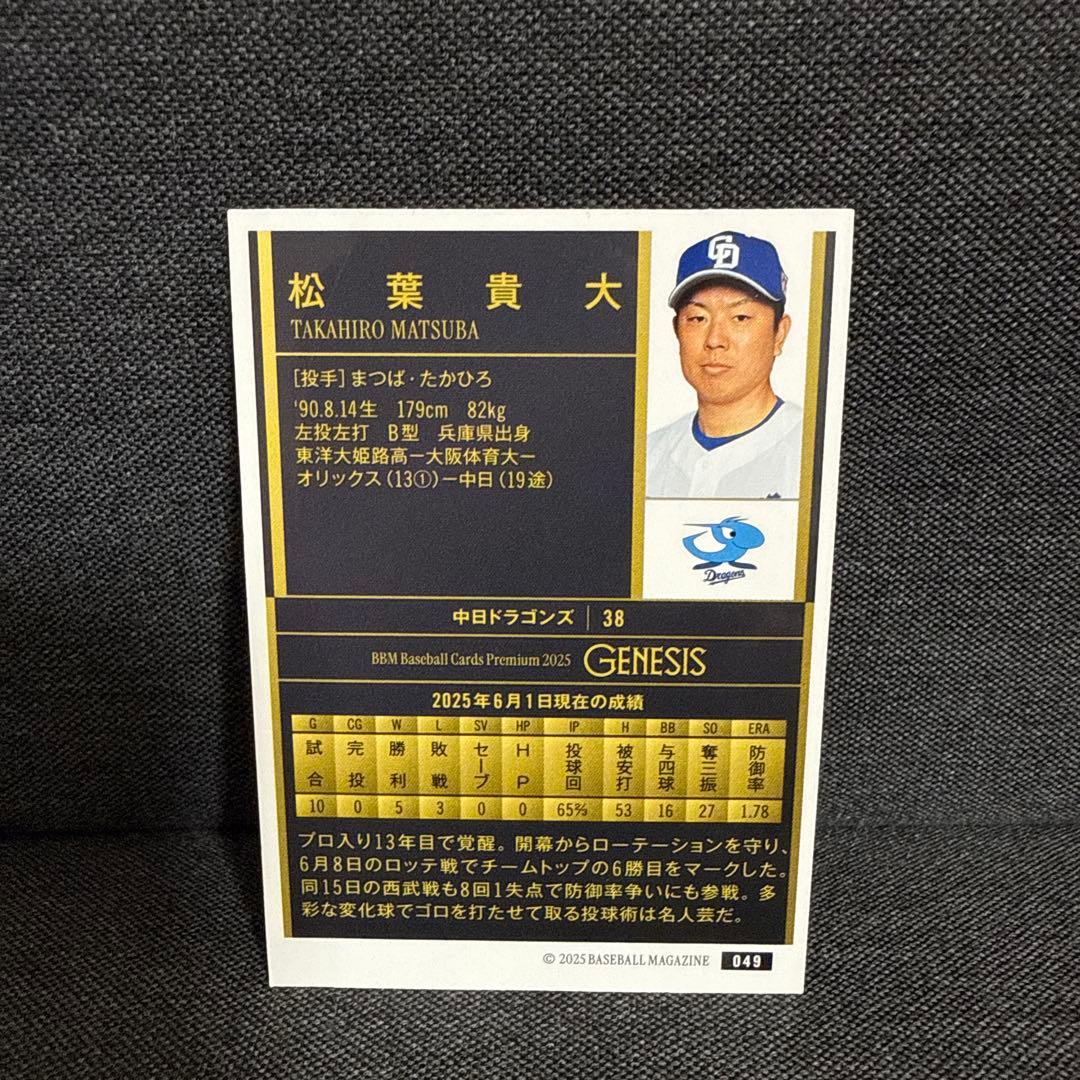 松葉貴大
TAKAHIRO MATSUBA
[投手]まつば・たかひろ
'90.8.14生 179cm 82kg
左投左打 B型 兵庫県出身
東洋大姫路高ー大阪体育大ー
オリックス(13①)ー中日(19途)
CD
Dragons
中日ドラゴンズ | 38
BBM Baseball Cards Premium 2025 GENESIS
2025年6月1日現在の成績
G CG W L SV HP IP H BB SO ERA
試合 完投 勝利 敗戦 セーブ HP 投球回 被安打 与四球 奪三振 防御率
10 0 5 3 0 0 65⅔ 53 16 27 1.78
プロ入り13年目で覚醒。開幕からローテーションを守り、
6月8日のロッテ戦でチームトップの6勝目をマークした。
同15日の西武戦も8回1失点で防御率争いにも参戦。多
彩な変化球でゴロを打たせて取る投球術は名人芸だ。
© 2025 BASEBALL MAGAZINE 049